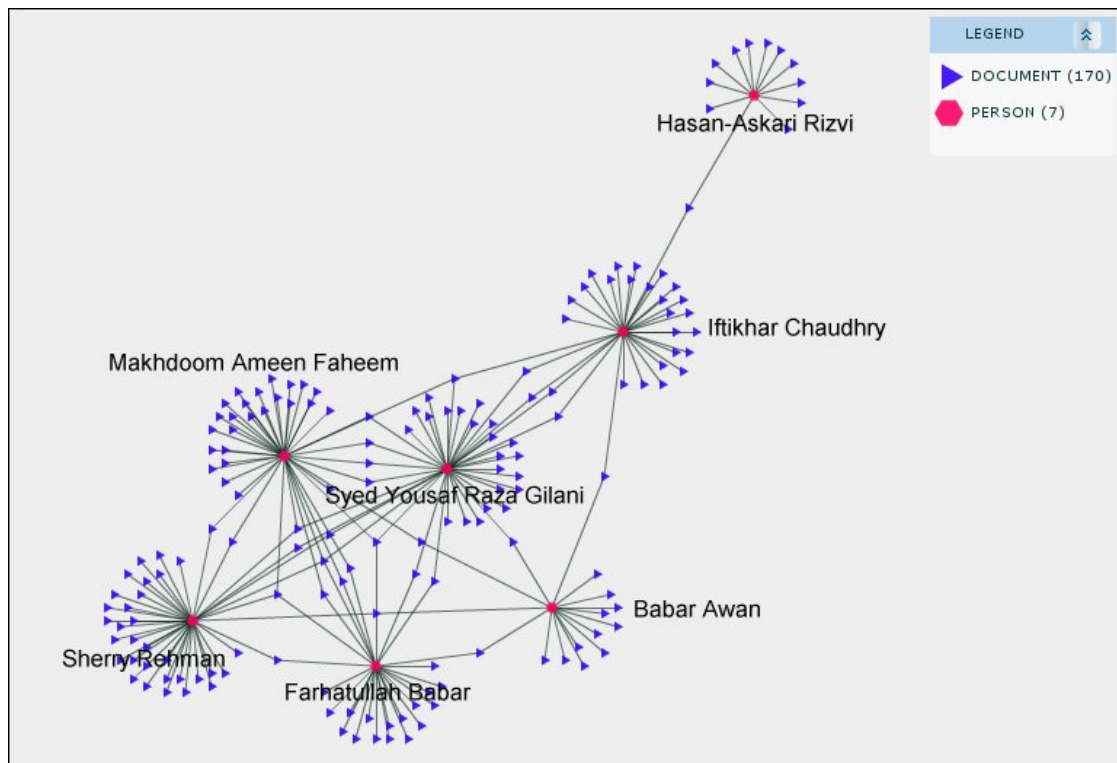 LEGEND
DOCUMENT (170)
PERSON (7)
Hasan-Askari Rizvi
Iftikhar Chaudhry
Makhdoom Ameen Faheem
Syed Yousaf Raza Gilani
Babar Awan
Sherry Rehman
Farhatullah Babar